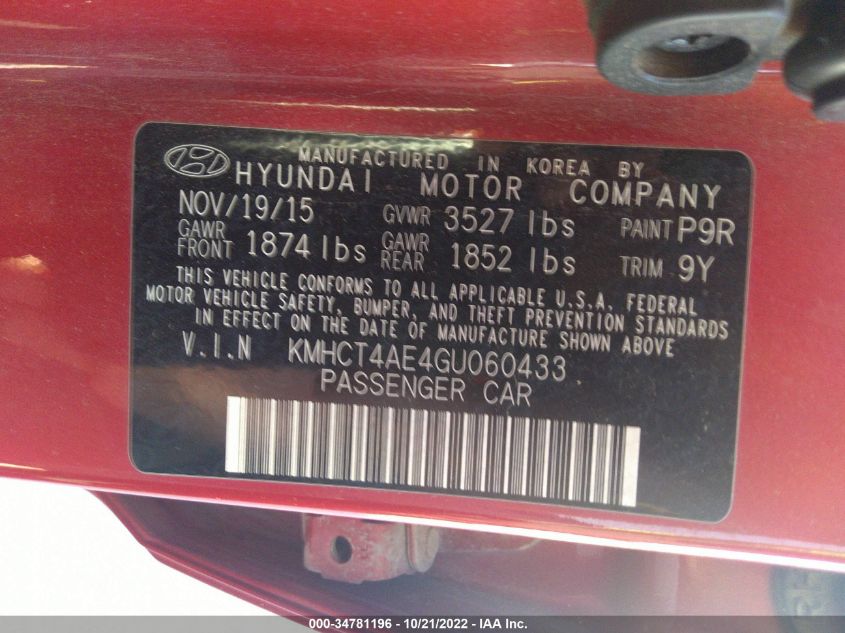 MANUFACTURED IN KOREA BY
HYUNDAI MOTOR COMPANY
NOV/19/15 GVWR 3527 lbs PAINT P9R
GAWR FRONT 1874 lbs GAWR REAR 1852 lbs TRIM 9Y
THIS VEHICLE CONFORMS TO ALL APPLICABLE U.S.A. FEDERAL
MOTOR VEHICLE SAFETY, BUMPER, AND THEFT PREVENTION STANDARDS
IN EFFECT ON THE DATE OF MANUFACTURE SHOWN ABOVE
V.I.N KMHCT4AE4GU060433
PASSENGER CAR
000-34781196 - 10/21/2022 - IAA Inc.